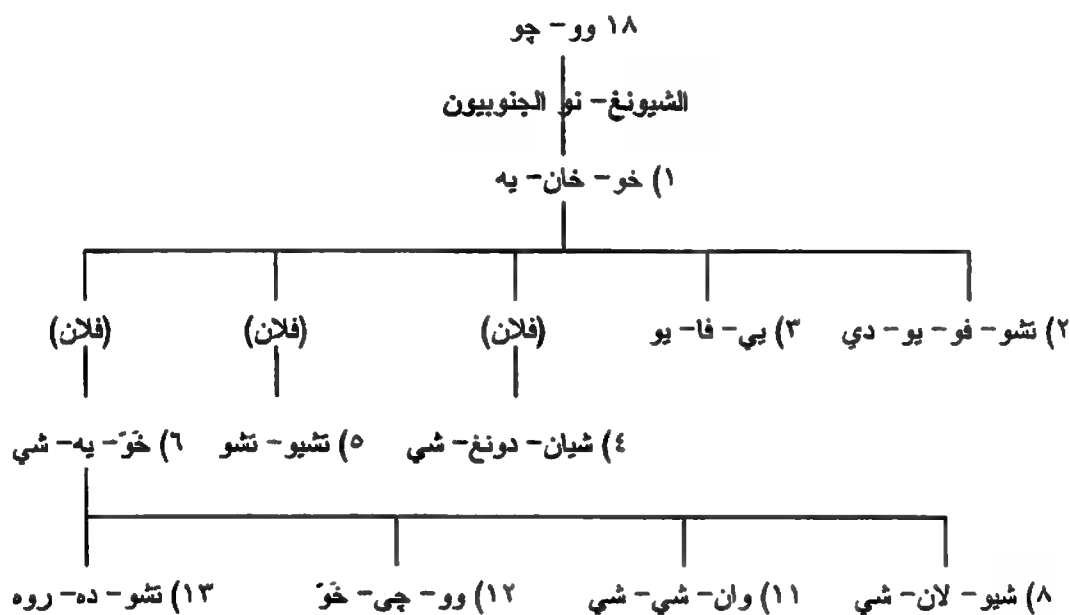 ١٨ وو- چو
الشيونغ- نو الجنوبيون
١) خو- خان- يه
٢) تشو- فو- يو- دي ٣) يي- فا- يو (فلان) (فلان) (فلان)
٤) شيان- دونغ- شي ٥) تشيو- تشو ٦) خَوّ- يه- شي
٨) شيو- لان- شي ١١) وان- شي- شي ١٢) وو- چي- خَوّ ١٣) تشو- ده- روه